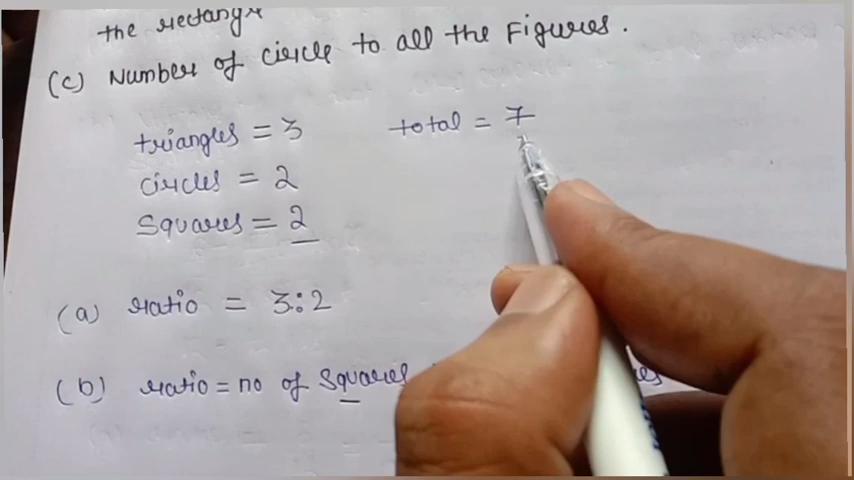 the rectangle
(c) Number of circle to all the Figures.
triangles = 3 total = 7
circles = 2
Squares = 2
(a) ratio = 3:2
(b) ratio = no of Squares